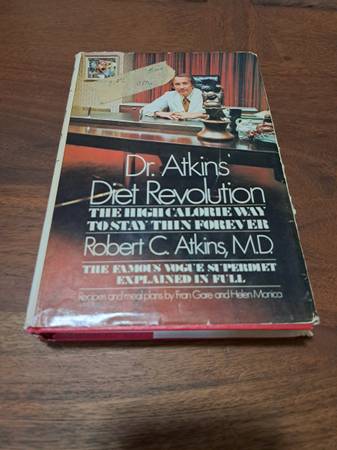 Dr. Atkins'
Diet Revolution
THE HIGH CALORIE WAY
TO STAY THIN FOREVER
Robert C. Atkins, M.D.
THE FAMOUS VOGUE SUPERDIET
EXPLAINED IN FULL
Recipes and meal plans by Fran Gare and Helen Monica